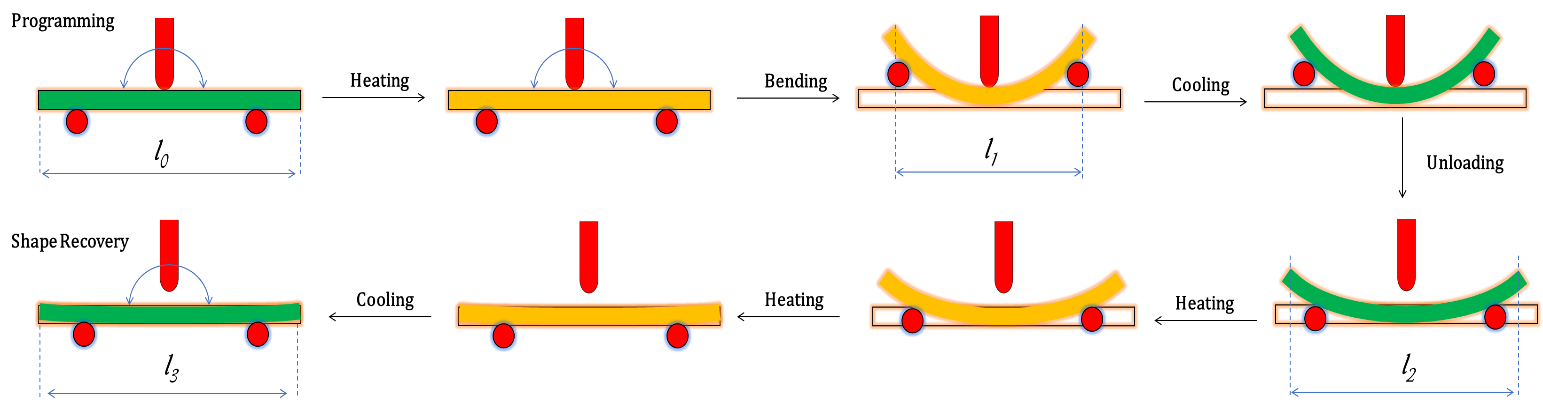 Programming
Heating
Bending
Cooling
l0
l1
Unloading
Shape Recovery
Cooling
Heating
Heating
l3
l2